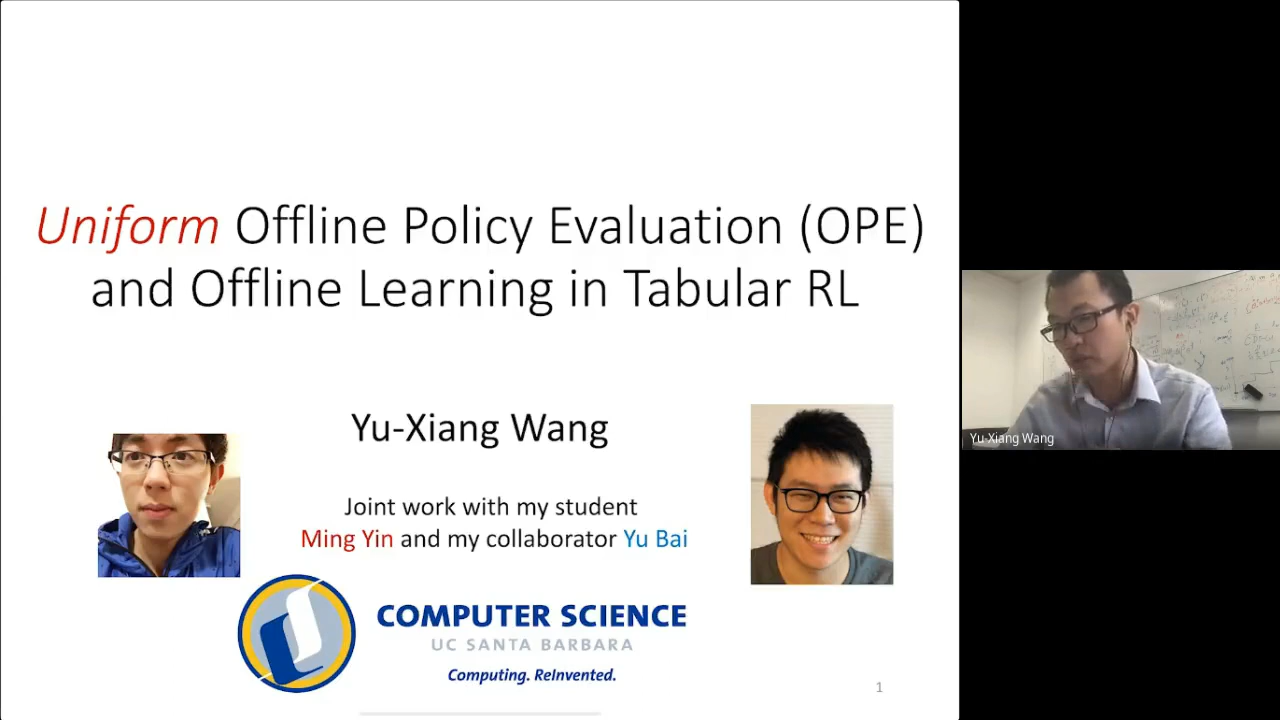 Uniform Offline Policy Evaluation (OPE)
and Offline Learning in Tabular RL
Yu-Xiang Wang
Joint work with my student
Ming Yin and my collaborator Yu Bai
COMPUTER SCIENCE
UC SANTA BARBARA
Computing. ReInvented.
1
Yu-Xiang Wang